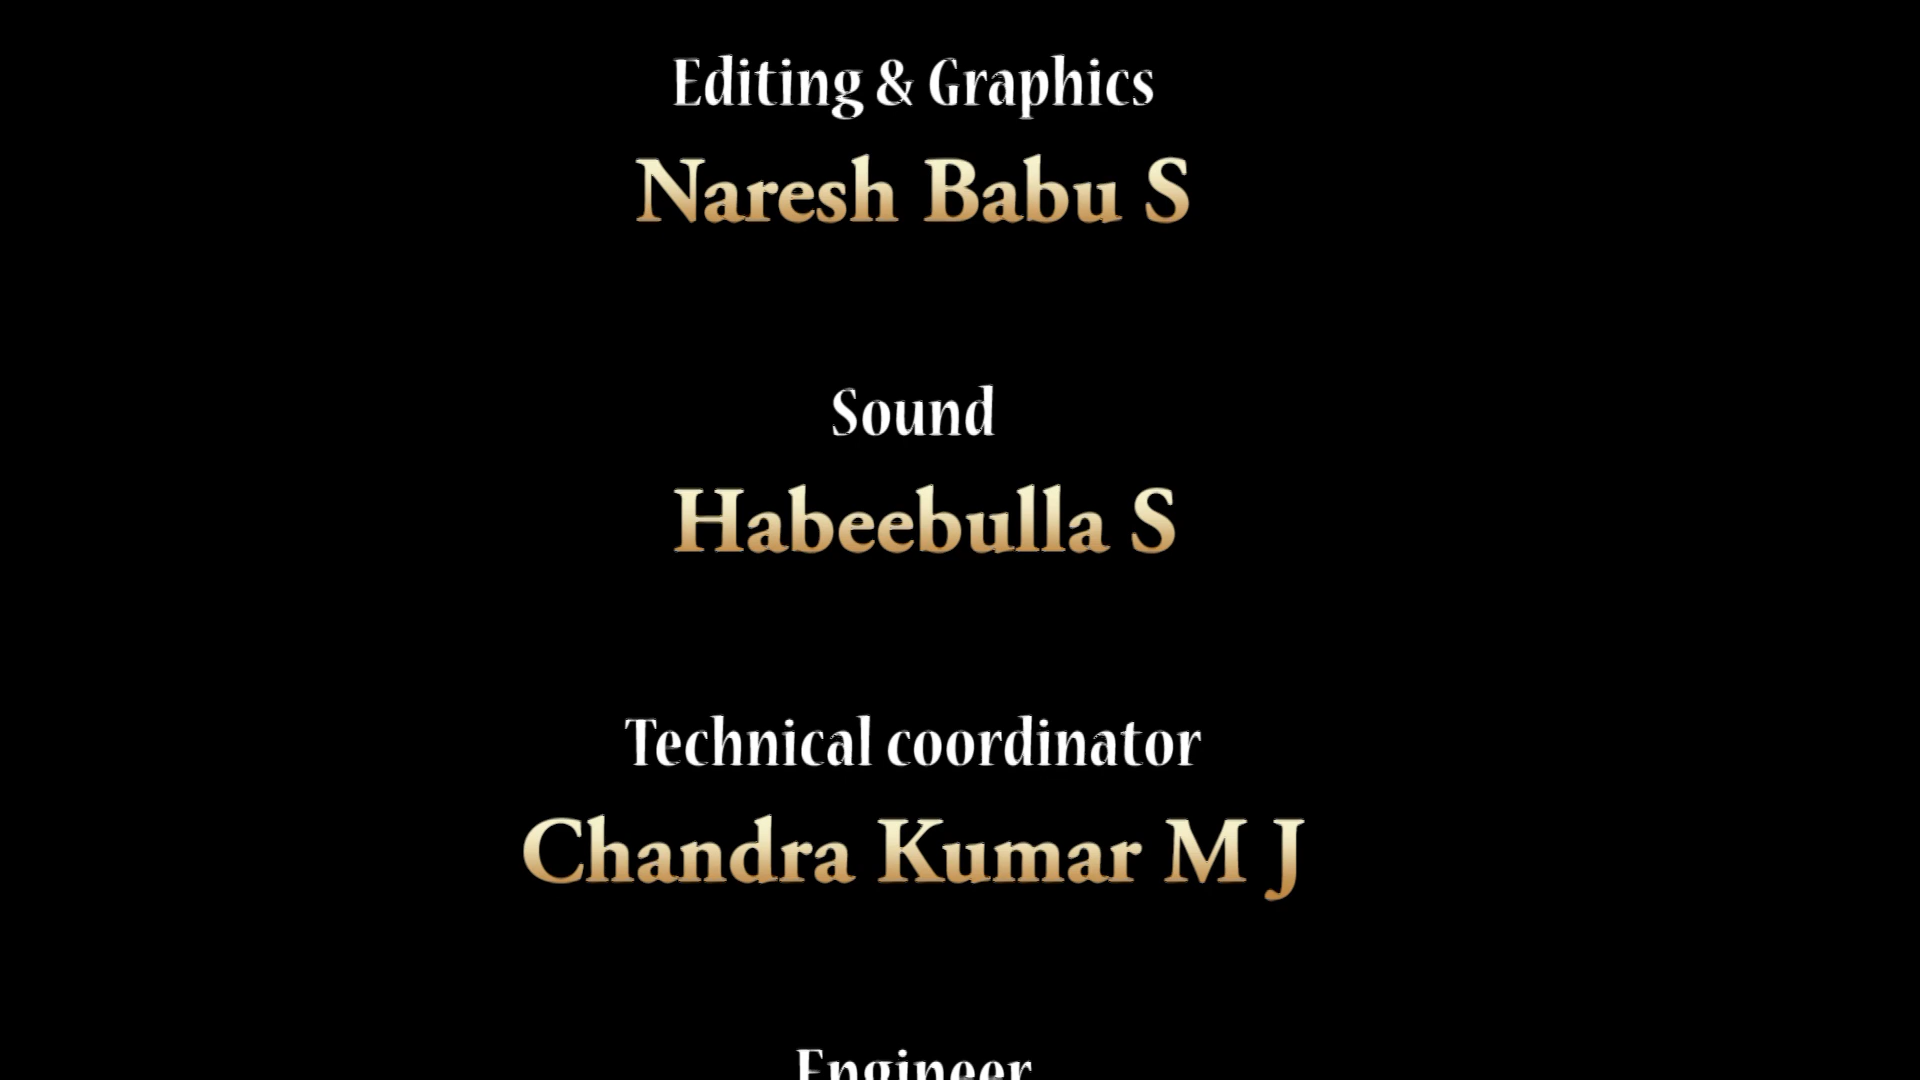 Editing & Graphics
Naresh Babu S
Sound
Habeebulla S
Technical coordinator
Chandra Kumar M J
Engineer